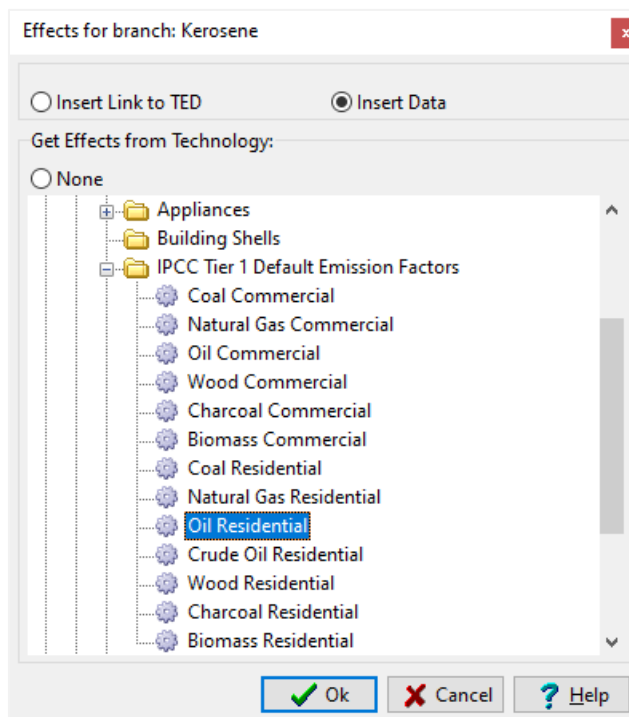 Effects for branch: Kerosene
Insert Link to TED Insert Data
Get Effects from Technology:
None
Appliances
Building Shells
IPCC Tier 1 Default Emission Factors
Coal Commercial
Natural Gas Commercial
Oil Commercial
Wood Commercial
Charcoal Commercial
Biomass Commercial
Coal Residential
Natural Gas Residential
Oil Residential
Crude Oil Residential
Wood Residential
Charcoal Residential
Biomass Residential
Ok Cancel Help